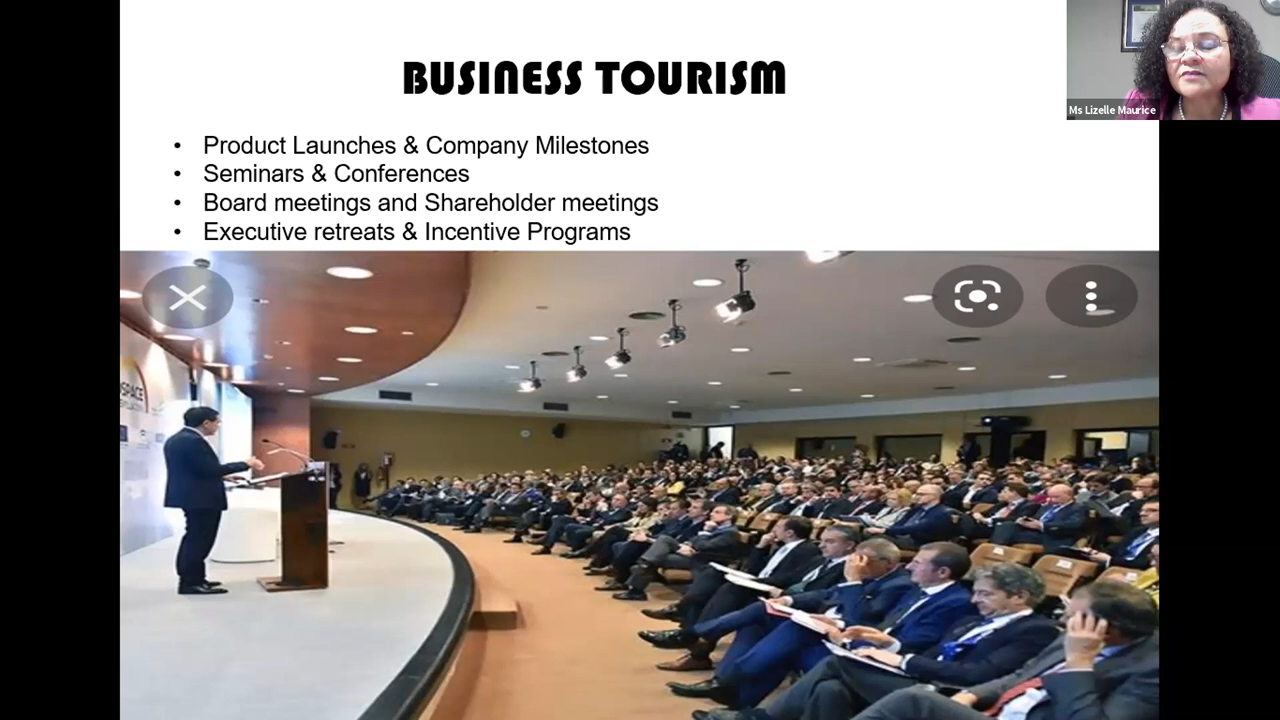 BUSINESS TOURISM
Ms Lizelle Maurice
• Product Launches & Company Milestones
• Seminars & Conferences
• Board meetings and Shareholder meetings
• Executive retreats & Incentive Programs